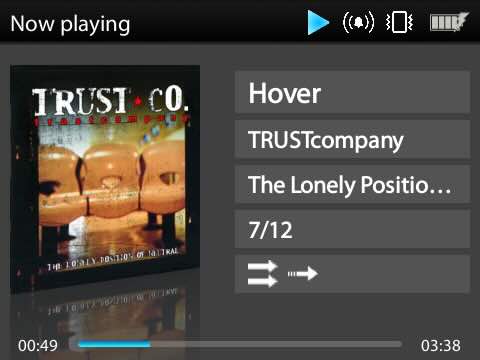 Now playing
TRUST★CO.
trustcompany
THE LONELY POSITION OF NEUTRAL
Hover
TRUSTcompany
The Lonely Positio...
7/12
00:49
03:38